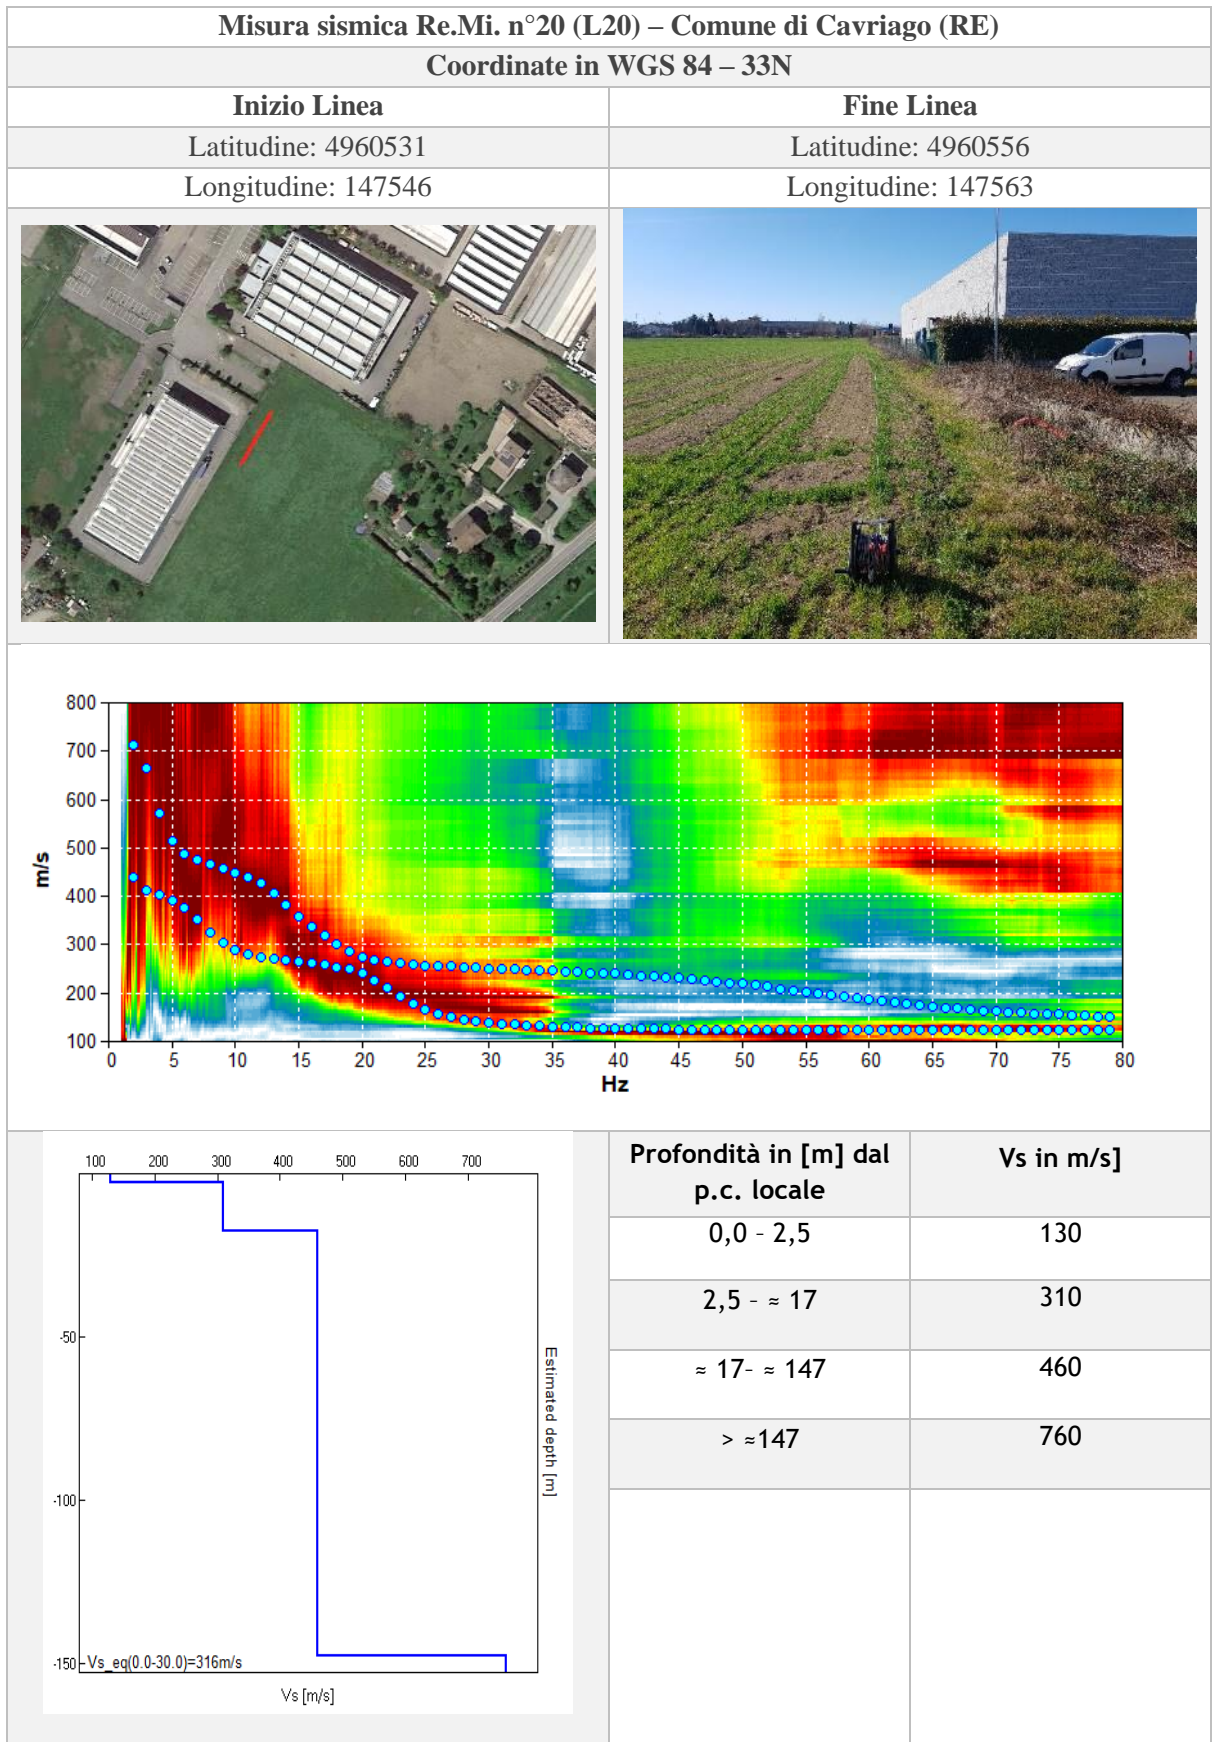 Misura sismica Re.Mi. n°20 (L20) – Comune di Cavriago (RE)
Coordinate in WGS 84 – 33N
Inizio Linea
Fine Linea
Latitudine: 4960531
Latitudine: 4960556
Longitudine: 147546
Longitudine: 147563
800
700
600
500
400
300
200
100
m/s
0 5 10 15 20 25 30 35 40 45 50 55 60 65 70 75 80
Hz
100 200 300 400 500 600 700
-50
-100
-150
Estimated depth [m]
Vs_eq(0.0-30.0)=316m/s
Vs [m/s]
Profondità in [m] dal
p.c. locale
Vs in m/s]
0,0 – 2,5
130
2,5 – ≈ 17
310
≈ 17– ≈ 147
460
> ≈147
760